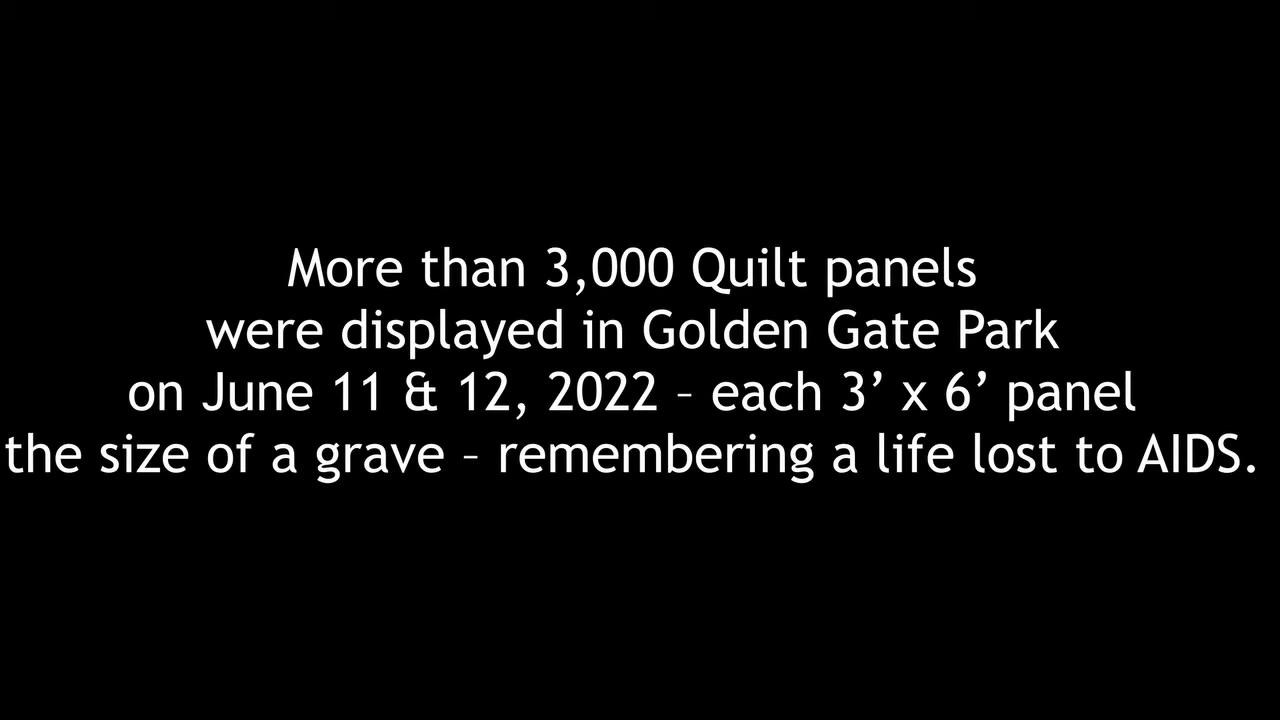 More than 3,000 Quilt panels
were displayed in Golden Gate Park
on June 11 & 12, 2022 – each 3’ x 6’ panel
the size of a grave – remembering a life lost to AIDS.